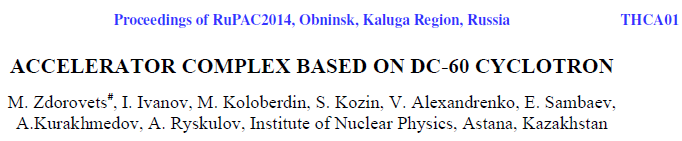 Proceedings of RuPAC2014, Obninsk, Kaluga Region, Russia THCA01
ACCELERATOR COMPLEX BASED ON DC-60 CYCLOTRON
M. Zdorovets#, I. Ivanov, M. Koloberdin, S. Kozin, V. Alexandrenko, E. Sambaev,
A.Kurakhmedov, A. Ryskulov, Institute of Nuclear Physics, Astana, Kazakhstan